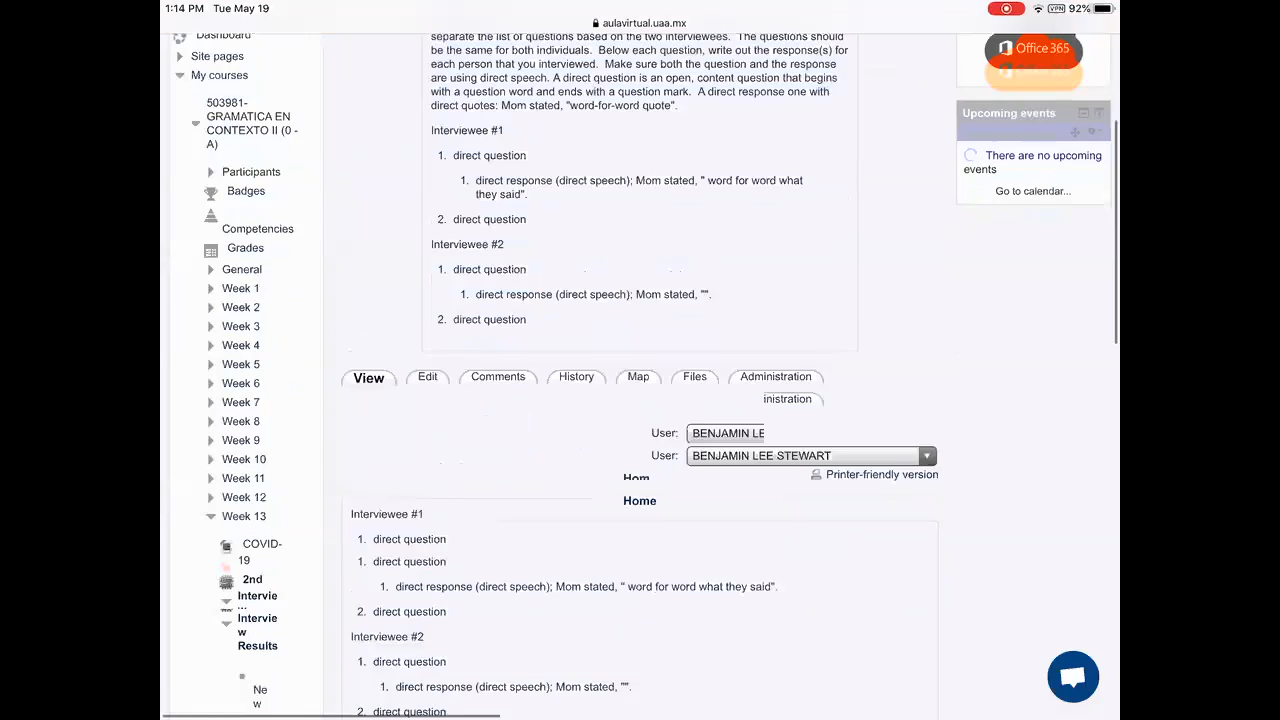 1:14 PM Tue May 19
VPN 92%
aulavirtual.uaa.mx
Dashboard
Site pages
My courses
503981-
GRAMATICA EN
CONTEXTO II (0 -
A)
Participants
Badges
Competencies
Grades
General
Week 1
Week 2
Week 3
Week 4
Week 5
Week 6
Week 7
Week 8
Week 9
Week 10
Week 11
Week 12
Week 13
COVID-
19
2nd
Intervie
...
Intervie
w
Results
Ne
w
separate the list of questions based on the two interviewees. The questions should
be the same for both individuals. Below each question, write out the response(s) for
each person that you interviewed. Make sure both the question and the response
are using direct speech. A direct question is an open, content question that begins
with a question word and ends with a question mark. A direct response one with
direct quotes: Mom stated, "word-for-word quote".
Interviewee #1
1. direct question
1. direct response (direct speech); Mom stated, " word for word what
they said".
2. direct question
Interviewee #2
1. direct question
1. direct response (direct speech); Mom stated, "".
2. direct question
View Edit Comments History Map Files Administration
inistration
User: BENJAMIN LE
User: BENJAMIN LEE STEWART
Printer-friendly version
Hom
Home
Interviewee #1
1. direct question
1. direct question
1. direct response (direct speech); Mom stated, " word for word what they said".
2. direct question
Interviewee #2
1. direct question
1. direct response (direct speech); Mom stated, "".
2. direct question
Office 365
Upcoming events
There are no upcoming
events
Go to calendar...